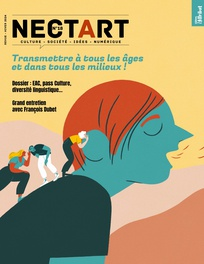 NECTART
CULTURE - SOCIÉTÉ - IDÉES - NUMÉRIQUE
Transmettre à tous les âges
et dans tous les milieux !
Dossier : EAC, pass Culture,
diversité linguistique...
Grand entretien
avec François Dubet